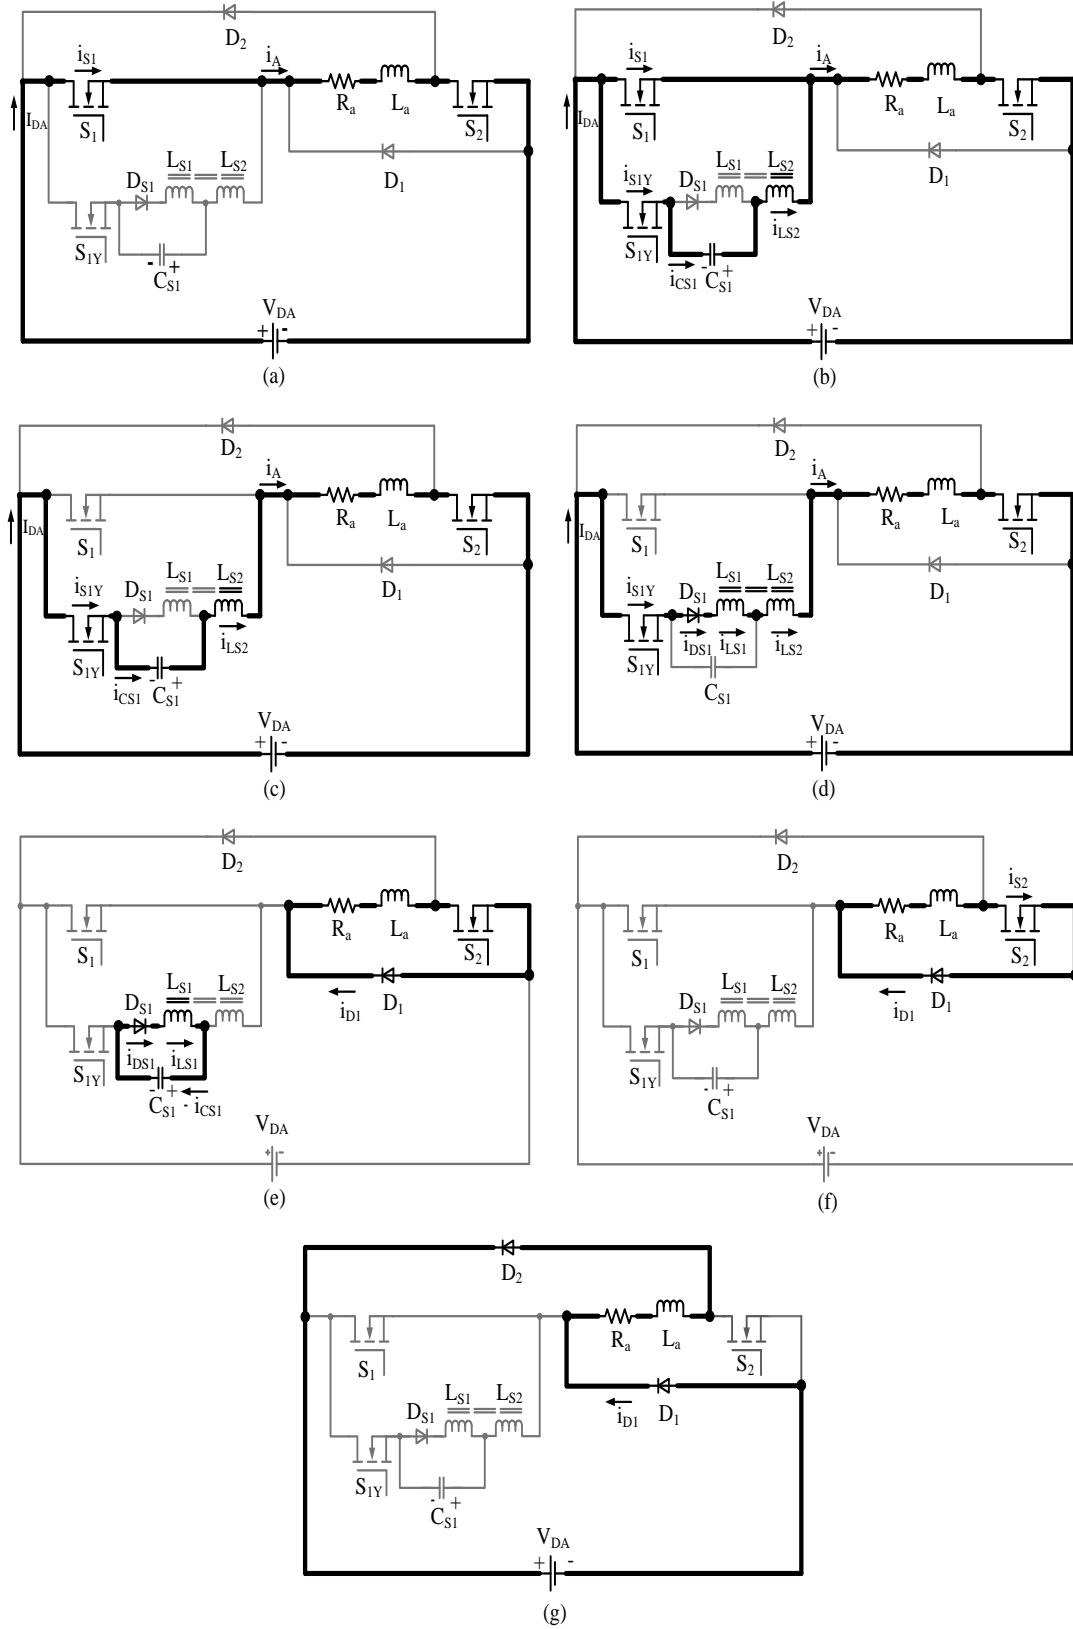 D2 D2
iS1 iA iS1 iA
IDA S1 Ra La S2 IDA S1 Ra La S2
D1 D1
LS1 LS2 LS1 LS2
DS1 iS1Y DS1
S1Y S1Y iLS2
- + iCS1 - +
CS1 CS1
VDA VDA
+ - + -
(a) (b)
D2 D2
iA iA
IDA S1 Ra La S2 IDA S1 Ra La S2
D1 D1
LS1 LS2 LS1 LS2
iS1Y DS1 iS1Y DS1
S1Y iLS2 S1Y iDS1 iLS1 iLS2
iCS1 - + CS1
CS1
VDA VDA
+ - + -
(c) (d)
D2 D2
iS2
S1 Ra La S2 S1 Ra La S2
iD1 D1 iD1 D1
LS1 LS2 LS1 LS2
DS1 DS1
S1Y iDS1 iLS1 S1Y
- + - +
CS1 - iCS1 CS1
VDA VDA
+ - + -
(e) (f)
D2
S1 Ra La S2
iD1 D1
LS1 LS2
DS1
S1Y
- +
CS1
VDA
+ -
(g)